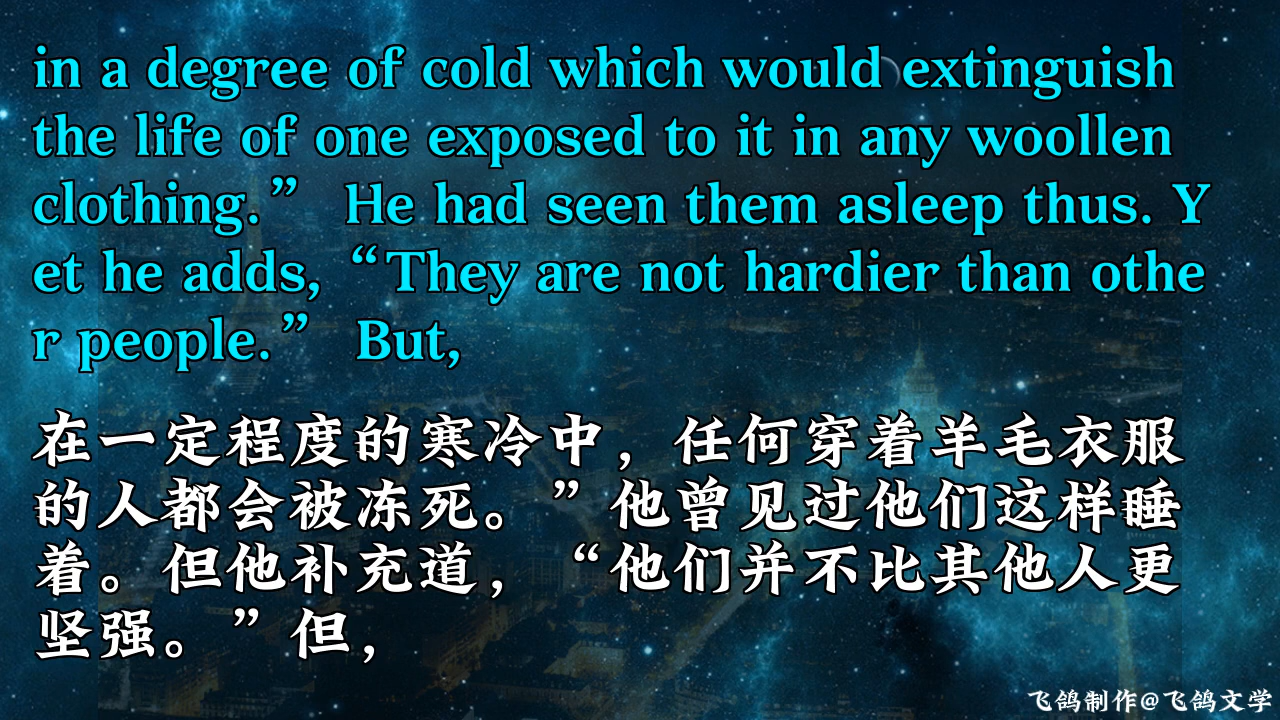 in a degree of cold which would extinguish
the life of one exposed to it in any woollen
clothing.” He had seen them asleep thus. Y
et he adds, “They are not hardier than othe
r people.” But,
在一定程度的寒冷中，任何穿着羊毛衣服
的人都会被冻死。”他曾见过他们这样睡
着。但他补充道，“他们并不比其他人更
坚强。”但，
飞鸽制作@飞鸽文学